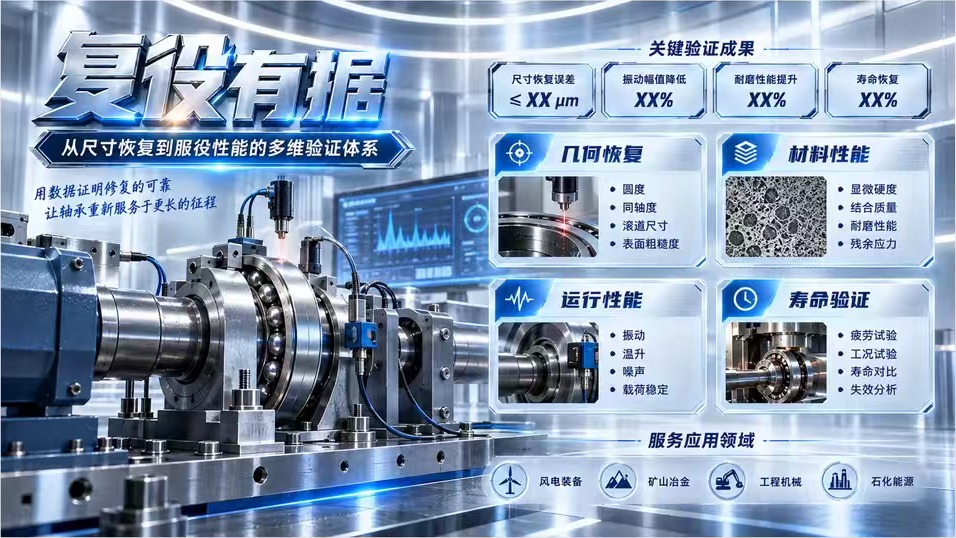 复役有据
从尺寸恢复到服役性能的多维验证体系
用数据证明修复的可靠
让轴承重新服务于更长的征程
关键验证成果
尺寸恢复误差
≤ XX μm
振动幅值降低
XX%
耐磨性能提升
XX%
寿命恢复
XX%
几何恢复
• 圆度
• 同轴度
• 滚道尺寸
• 表面粗糙度
材料性能
• 显微硬度
• 结合质量
• 耐磨性能
• 残余应力
运行性能
• 振动
• 温升
• 噪声
• 载荷稳定
寿命验证
• 疲劳试验
• 工况试验
• 寿命对比
• 失效分析
服务应用领域
风电装备
矿山冶金
工程机械
石化能源